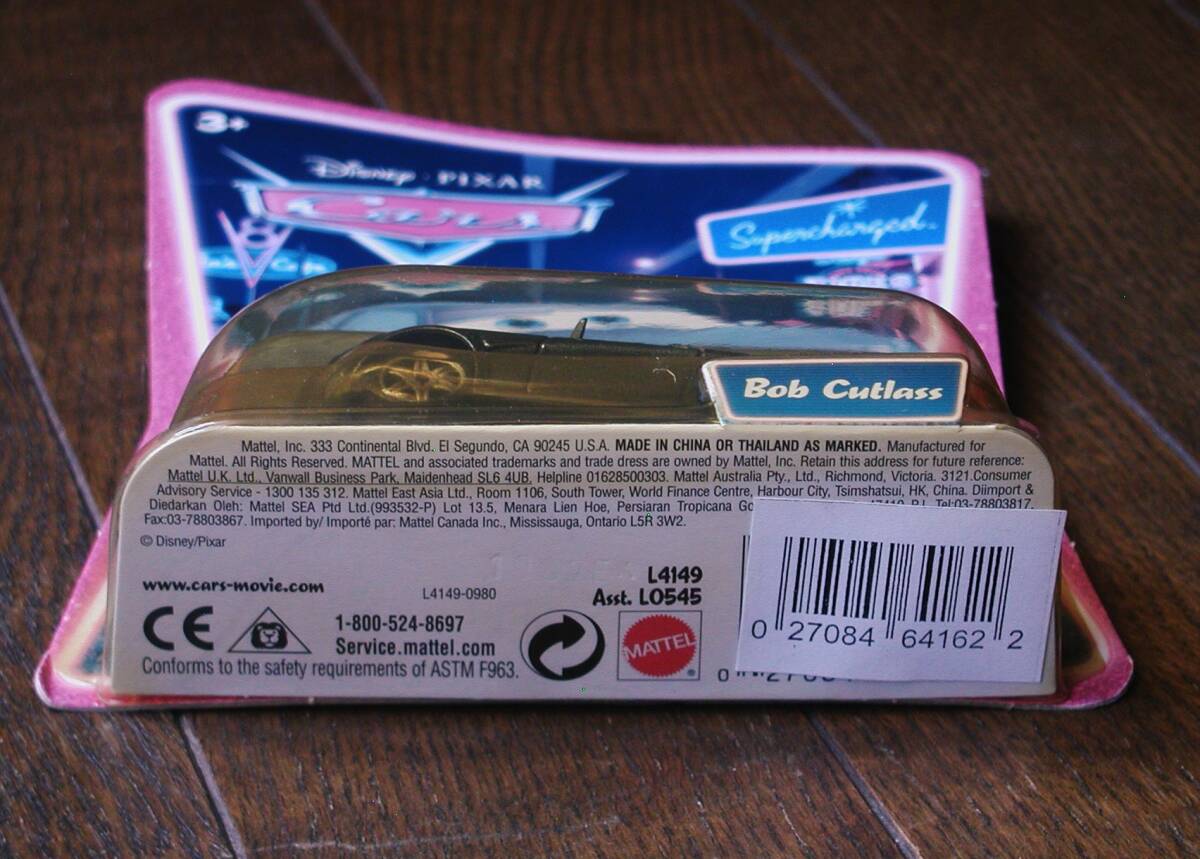 3+
Disney · PIXAR
Cars
Supercharged.
Bob Cutlass
Mattel, Inc. 333 Continental Blvd. El Segundo, CA 90245 U.S.A. MADE IN CHINA OR THAILAND AS MARKED. Manufactured for
Mattel. All Rights Reserved. MATTEL and associated trademarks and trade dress are owned by Mattel, Inc. Retain this address for future reference:
Mattel U.K. Ltd., Vanwall Business Park, Maidenhead SL6 4UB, Helpline 01628500303. Mattel Australia Pty., Ltd., Richmond, Victoria. 3121.Consumer
Advisory Service - 1300 135 312. Mattel East Asia Ltd., Room 1106, South Tower, World Finance Centre, Harbour City, Tsimshatsui, HK, China. Diimport &
Diedarkan Oleh: Mattel SEA Ptd Ltd.(993532-P) Lot 13.5, Menara Lien Hoe, Persiaran Tropicana Tel:03-78803817.
Fax:03-78803867. Imported by/ Importé par: Mattel Canada Inc., Mississauga, Ontario L5R 3W2.
© Disney/Pixar
www.cars-movie.com
L4149-0980
L4149
Asst. L0545
CE
1-800-524-8697
Service.mattel.com
Conforms to the safety requirements of ASTM F963.
MATTEL
®
0 27084 64162 2